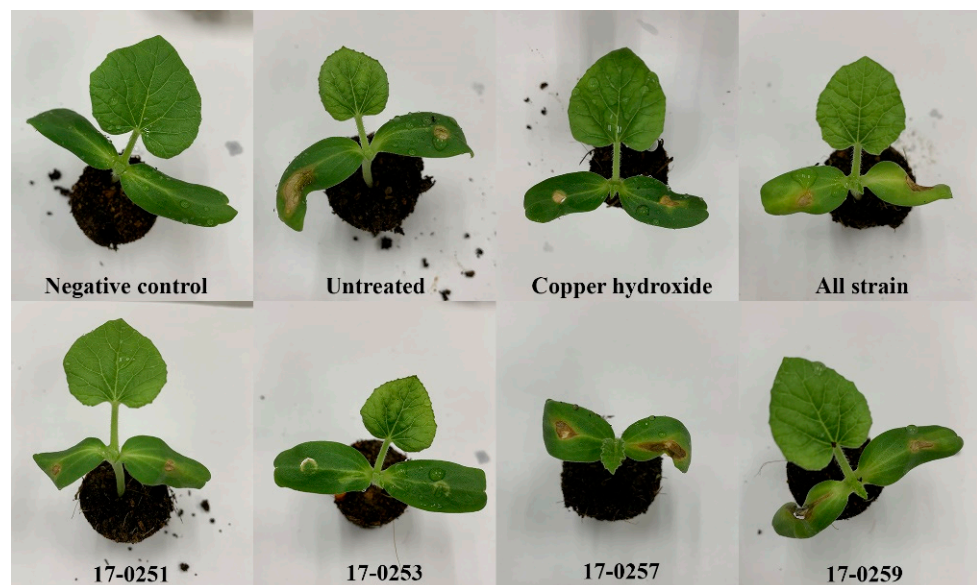 Negative control
Untreated
Copper hydroxide
All strain
17-0251
17-0253
17-0257
17-0259